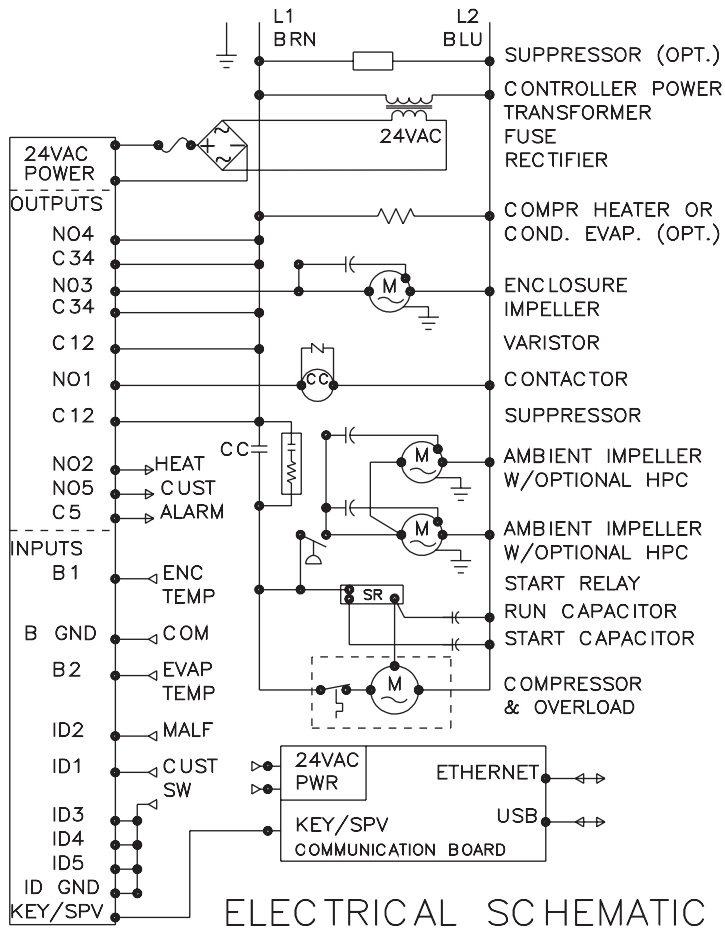 L1
BRN
L2
BLU
SUPPRESSOR (OPT.)
CONTROLLER POWER
TRANSFORMER
FUSE
RECTIFIER
24VAC
24VAC
POWER
OUTPUTS
NO4
C34
NO3
C34
C12
NO1
C12
NO2
NO5
C5
HEAT
CUST
ALARM
COMPR HEATER OR
COND. EVAP. (OPT.)
M
ENCLOSURE
IMPELLER
VARISTOR
CC
CONTACTOR
SUPPRESSOR
CC
M
AMBIENT IMPELLER
W/OPTIONAL HPC
M
AMBIENT IMPELLER
W/OPTIONAL HPC
START RELAY
SR
RUN CAPACITOR
START CAPACITOR
M
COMPRESSOR
& OVERLOAD
INPUTS
B1
ENC
TEMP
B GND
COM
B2
EVAP
TEMP
ID2
MALF
ID1
CUST
SW
ID3
ID4
ID5
ID GND
KEY/SPV
24VAC
PWR
ETHERNET
USB
KEY/SPV
COMMUNICATION BOARD
ELECTRICAL SCHEMATIC